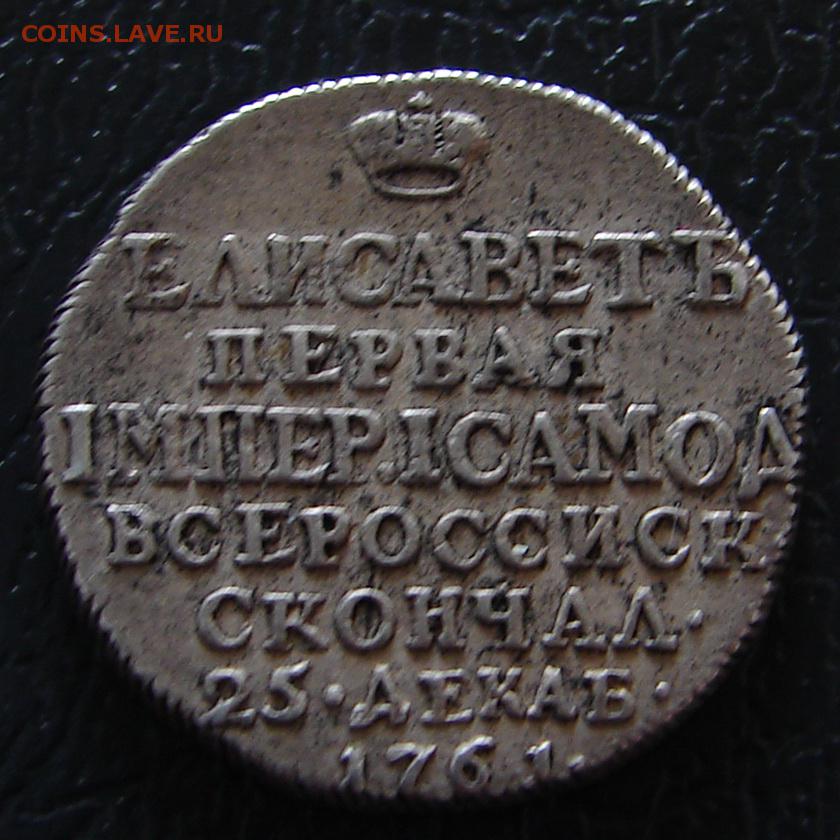 COINS.LAVE.RU
ЕЛИСАВЕТЪ
ПЕРВАЯ
IМПЕР.IСАМОД
ВСЕРОССИСК
СКОНЧАЛ·
25·ДЕКАБ·
1761·